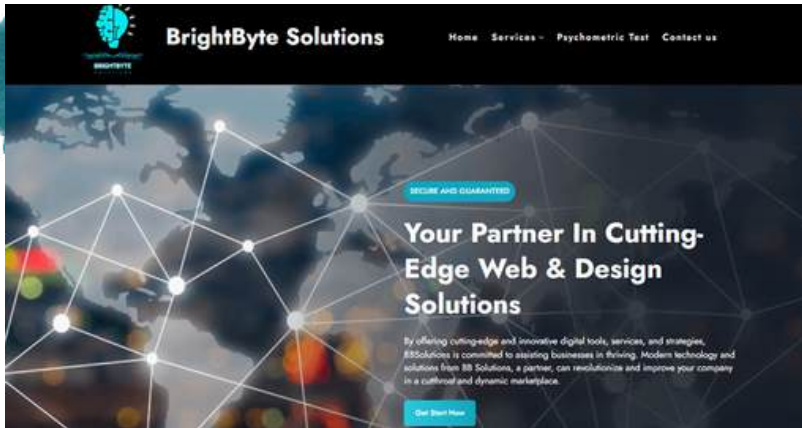 BrightByte Solutions
Home Services Psychometric Test Contact us
BRIGHTBYTE
SOLUTIONS
SECURE AND GUARANTEED
Your Partner In Cutting-
Edge Web & Design
Solutions
By offering cutting-edge and innovative digital tools, services, and strategies,
BBSolutions is committed to assisting businesses in thriving. Modern technology and
solutions from BB Solutions, a partner, can revolutionize and improve your company
in a cutthroat and dynamic marketplace.
Get Start Now